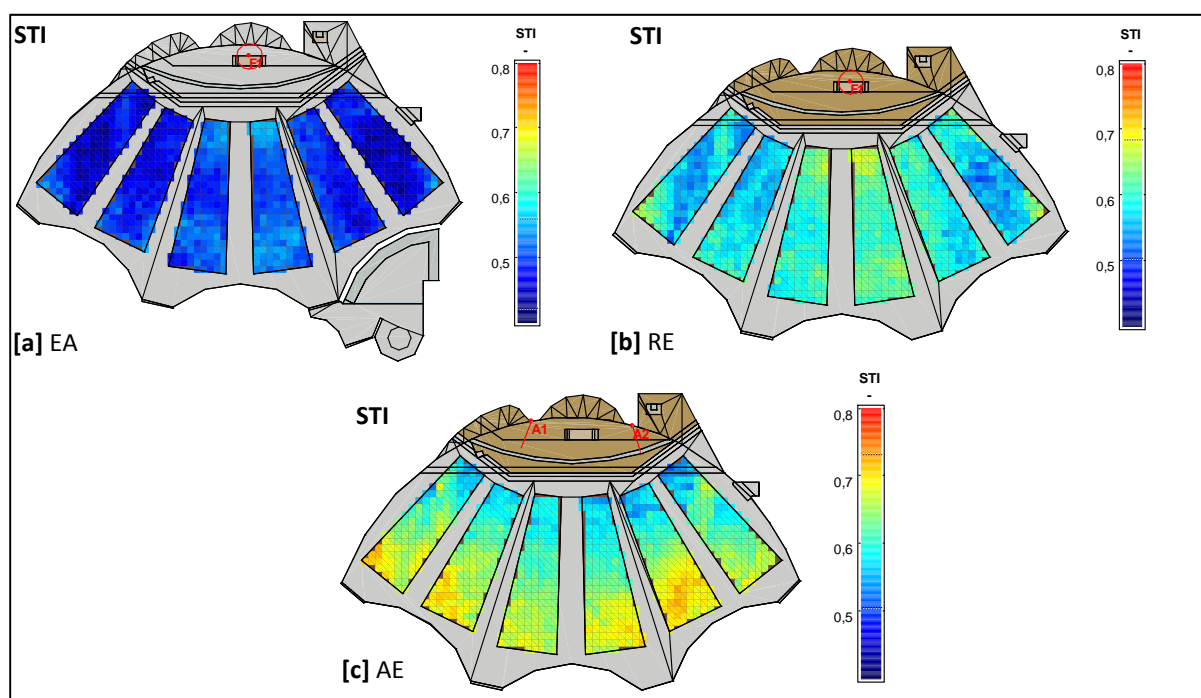 STI
STI
-
0,8
0,7
0,6
0,5
E1
[a] EA
STI
STI
-
0,8
0,7
0,6
0,5
E1
[b] RE
STI
STI
-
0,8
0,7
0,6
0,5
A1
A2
[c] AE